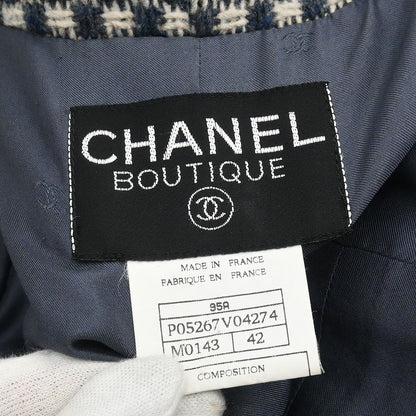 CHANEL
BOUTIQUE
MADE IN FRANCE
FABRIQUE EN FRANCE
95A
P05267V04274
M0143 42
COMPOSITION